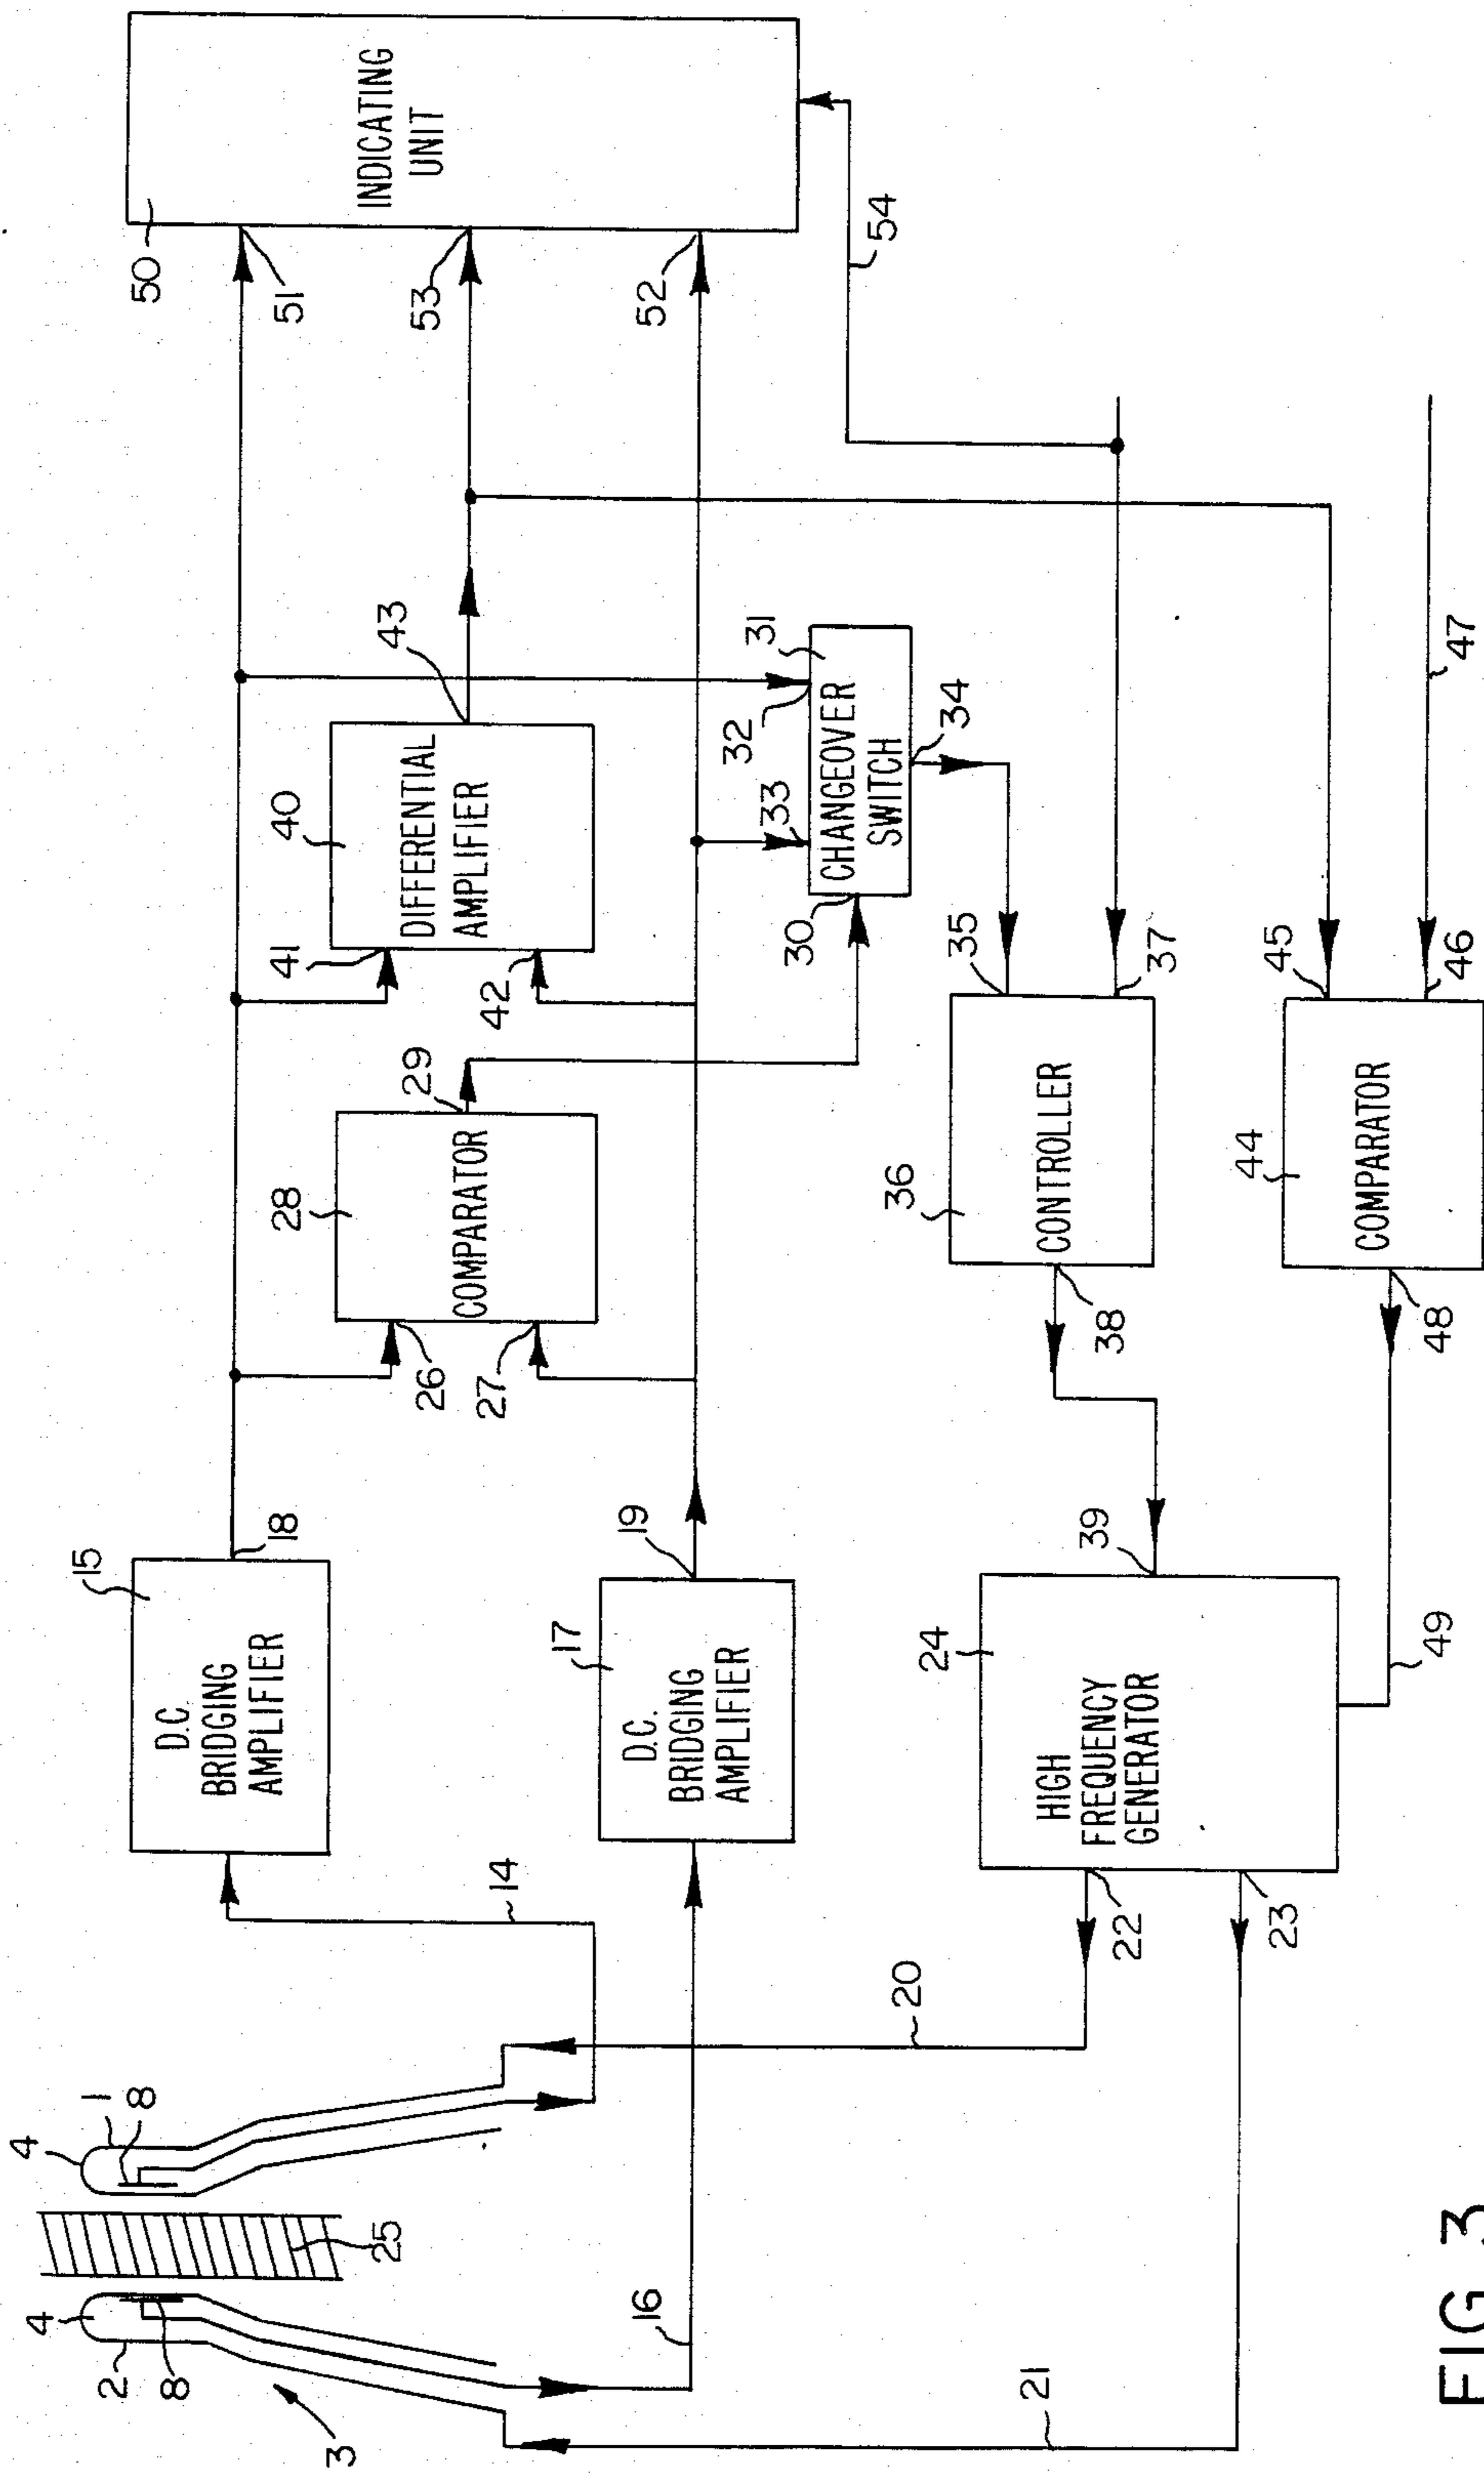 50
INDICATING
UNIT
51
53
52
54
43
31
32
33
CHANGEOVER
SWITCH
34
30
40
DIFFERENTIAL
AMPLIFIER
41
42
29
28
COMPARATOR
26
27
35
37
36
CONTROLLER
38
45
46
47
44
COMPARATOR
48
15
D.C.
BRIDGING
AMPLIFIER
18
17
D.C.
BRIDGING
AMPLIFIER
19
39
24
HIGH
FREQUENCY
GENERATOR
49
22
23
14
20
16
21
4
1
8
25
4
2
8
3
FIG. 3